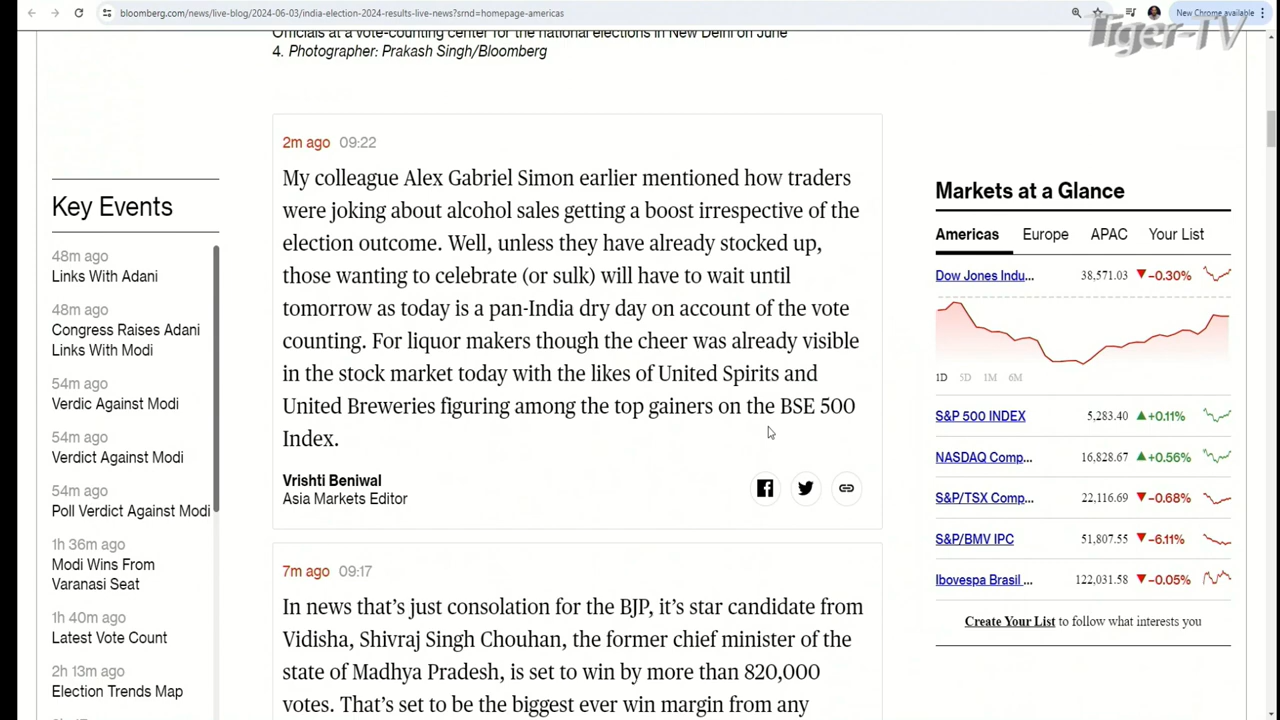 bloomberg.com/news/live-blog/2024-06-03/india-election-2024-results-live-news?srnd=homepage-americas
New Chrome available
Tiger-TV
Officials at a vote-counting center for the national elections in New Delhi on June
4. Photographer: Prakash Singh/Bloomberg
Key Events
48m ago
Links With Adani
48m ago
Congress Raises Adani
Links With Modi
54m ago
Verdic Against Modi
54m ago
Verdict Against Modi
54m ago
Poll Verdict Against Modi
1h 36m ago
Modi Wins From
Varanasi Seat
1h 40m ago
Latest Vote Count
2h 13m ago
Election Trends Map
2m ago 09:22
My colleague Alex Gabriel Simon earlier mentioned how traders
were joking about alcohol sales getting a boost irrespective of the
election outcome. Well, unless they have already stocked up,
those wanting to celebrate (or sulk) will have to wait until
tomorrow as today is a pan-India dry day on account of the vote
counting. For liquor makers though the cheer was already visible
in the stock market today with the likes of United Spirits and
United Breweries figuring among the top gainers on the BSE 500
Index.
Vrishti Beniwal
Asia Markets Editor
7m ago 09:17
In news that's just consolation for the BJP, it's star candidate from
Vidisha, Shivraj Singh Chouhan, the former chief minister of the
state of Madhya Pradesh, is set to win by more than 820,000
votes. That's set to be the biggest ever win margin from any
Markets at a Glance
Americas Europe APAC Your List
Dow Jones Indu... 38,571.03 ▼-0.30%
1D 5D 1M 6M
S&P 500 INDEX 5,283.40 ▲+0.11%
NASDAQ Comp... 16,828.67 ▲+0.56%
S&P/TSX Comp... 22,116.69 ▼-0.68%
S&P/BMV IPC 51,807.55 ▼-6.11%
Ibovespa Brasil ... 122,031.58 ▼-0.05%
Create Your List to follow what interests you